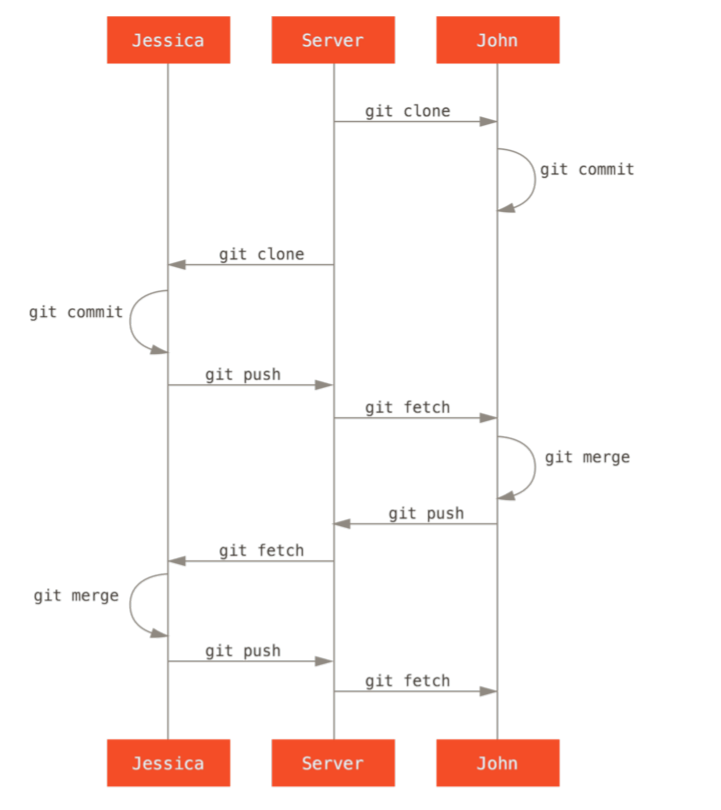 Jessica
Server
John
git clone
git commit
git clone
git commit
git push
git fetch
git merge
git push
git fetch
git merge
git push
git fetch
Jessica
Server
John